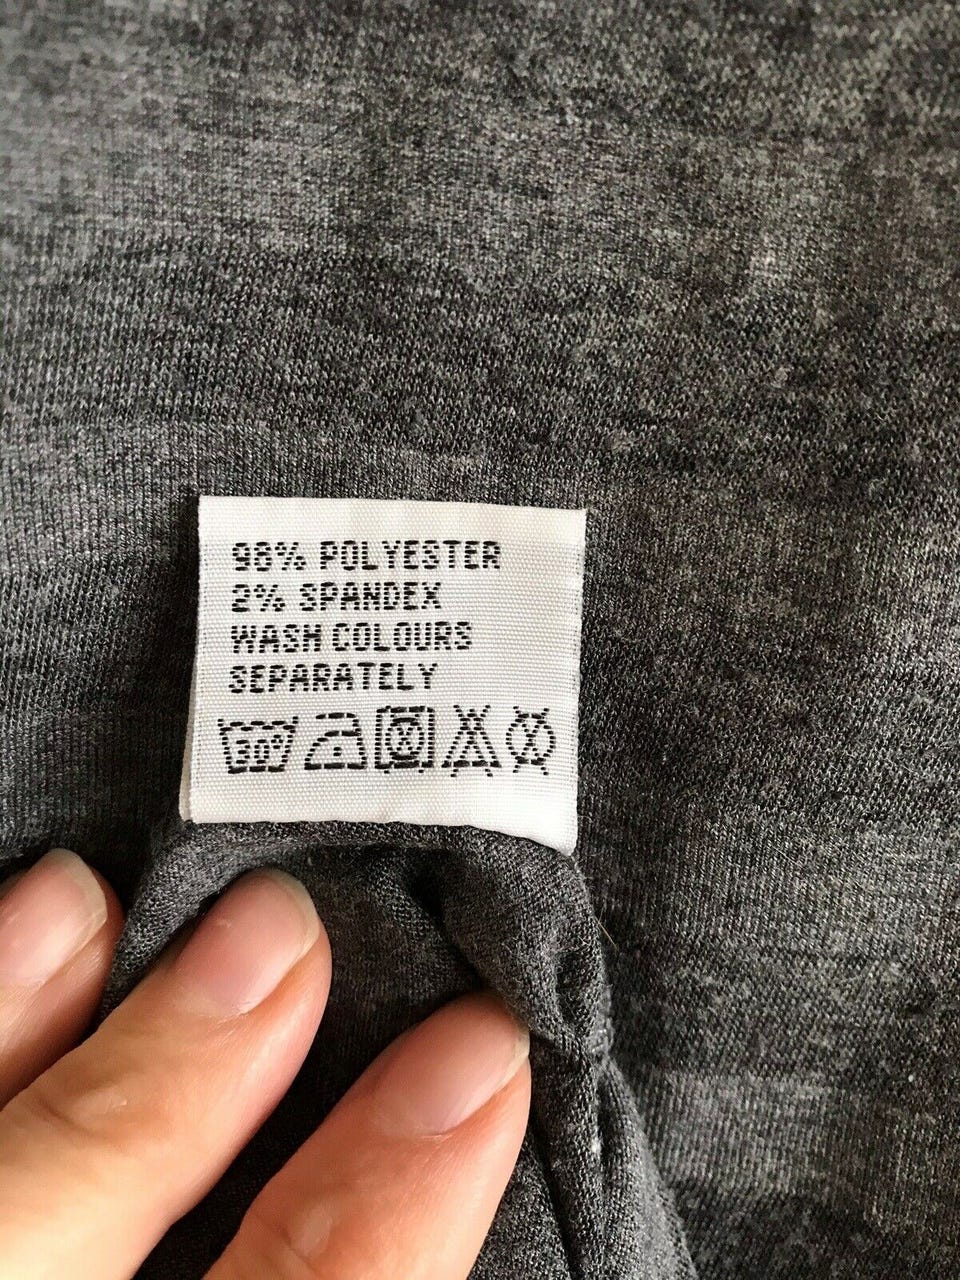 98% POLYESTER
2% SPANDEX
WASH COLOURS
SEPARATELY
30°